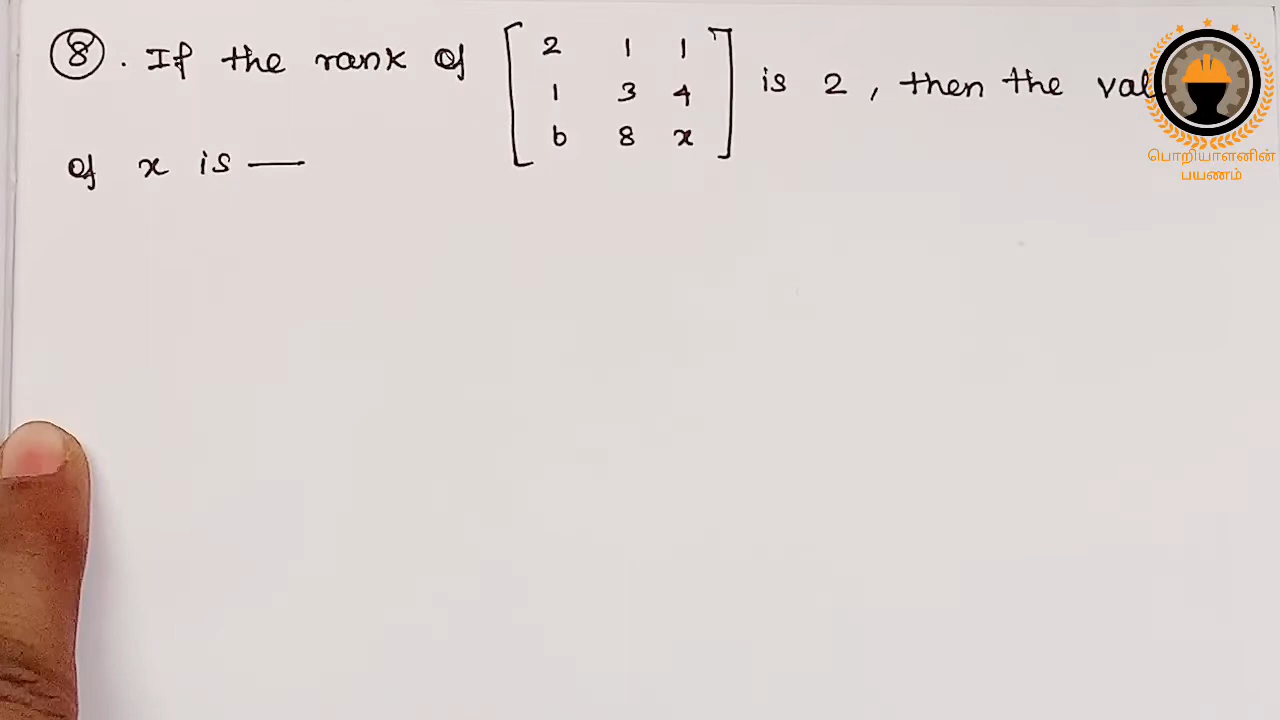 8. If the rank of [2 1 1
1 3 4
6 8 x] is 2, then the val
of x is —
பொறியாளனின்
பயணம்